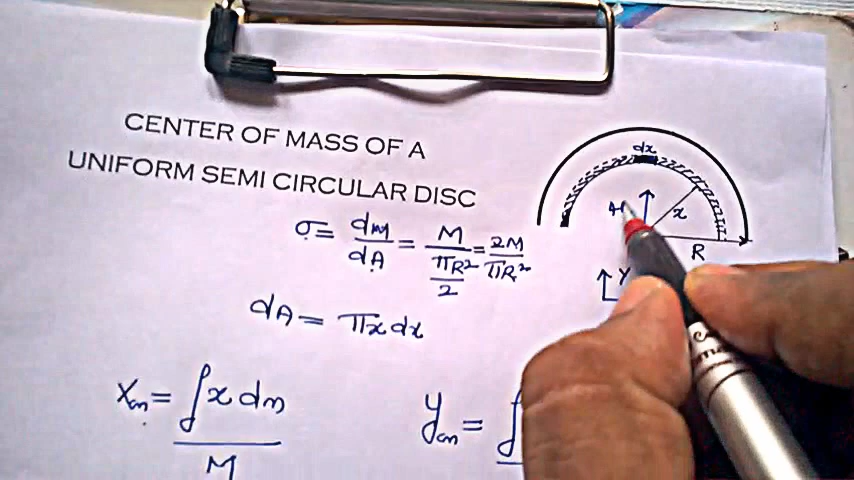 CENTER OF MASS OF A
UNIFORM SEMI CIRCULAR DISC
σ = dm/dA = M/(πR²/2) = 2M/πR²
dA = πx dx
Xcm = ∫x dm / M
Ycm = ∫
dx
x
R
Y